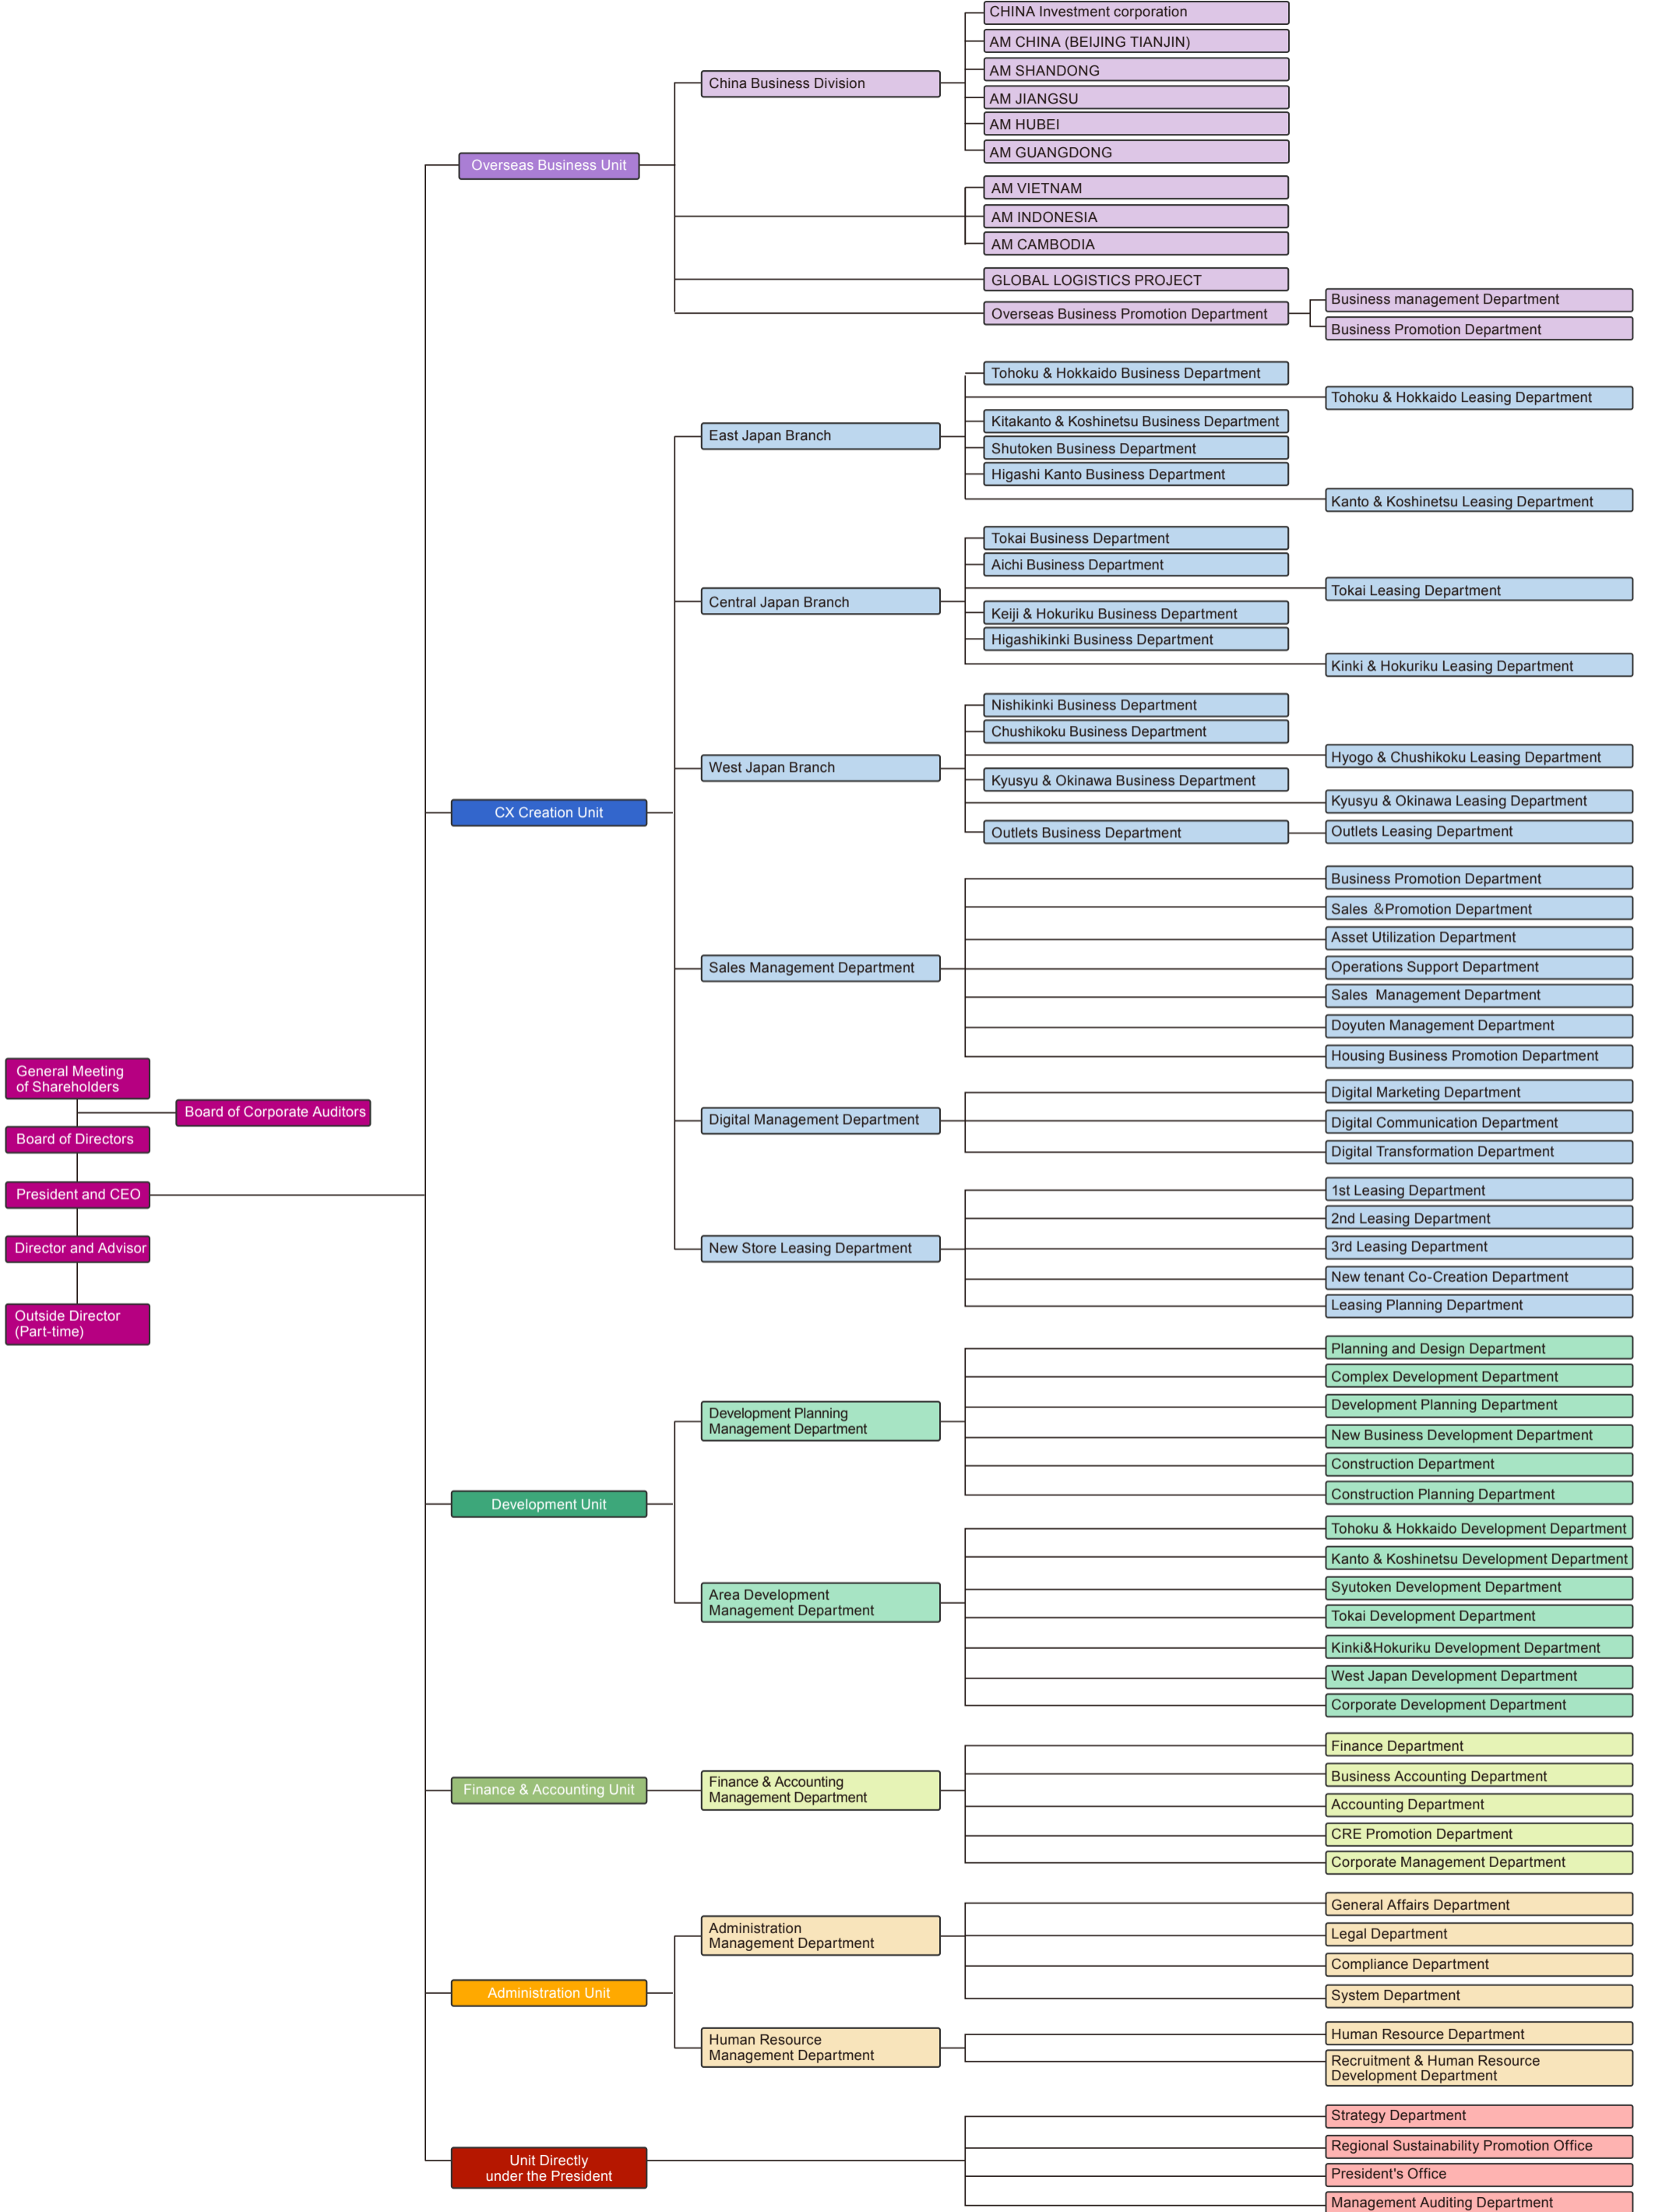 General Meeting
of Shareholders
Board of Corporate Auditors
Board of Directors
President and CEO
Director and Advisor
Outside Director
(Part-time)
Overseas Business Unit
China Business Division
CHINA Investment corporation
AM CHINA (BEIJING TIANJIN)
AM SHANDONG
AM JIANGSU
AM HUBEI
AM GUANGDONG
AM VIETNAM
AM INDONESIA
AM CAMBODIA
GLOBAL LOGISTICS PROJECT
Overseas Business Promotion Department
Business management Department
Business Promotion Department
CX Creation Unit
East Japan Branch
Tohoku & Hokkaido Business Department
Tohoku & Hokkaido Leasing Department
Kitakanto & Koshinetsu Business Department
Shutoken Business Department
Higashi Kanto Business Department
Kanto & Koshinetsu Leasing Department
Central Japan Branch
Tokai Business Department
Aichi Business Department
Tokai Leasing Department
Keiji & Hokuriku Business Department
Higashikinki Business Department
Kinki & Hokuriku Leasing Department
West Japan Branch
Nishikinki Business Department
Chushikoku Business Department
Hyogo & Chushikoku Leasing Department
Kyusyu & Okinawa Business Department
Kyusyu & Okinawa Leasing Department
Outlets Business Department
Outlets Leasing Department
Sales Management Department
Business Promotion Department
Sales &Promotion Department
Asset Utilization Department
Operations Support Department
Sales Management Department
Doyuten Management Department
Housing Business Promotion Department
Digital Management Department
Digital Marketing Department
Digital Communication Department
Digital Transformation Department
New Store Leasing Department
1st Leasing Department
2nd Leasing Department
3rd Leasing Department
New tenant Co-Creation Department
Leasing Planning Department
Development Unit
Development Planning
Management Department
Planning and Design Department
Complex Development Department
Development Planning Department
New Business Development Department
Construction Department
Construction Planning Department
Area Development
Management Department
Tohoku & Hokkaido Development Department
Kanto & Koshinetsu Development Department
Syutoken Development Department
Tokai Development Department
Kinki&Hokuriku Development Department
West Japan Development Department
Corporate Development Department
Finance & Accounting Unit
Finance & Accounting
Management Department
Finance Department
Business Accounting Department
Accounting Department
CRE Promotion Department
Corporate Management Department
Administration Unit
Administration
Management Department
General Affairs Department
Legal Department
Compliance Department
System Department
Human Resource
Management Department
Human Resource Department
Recruitment & Human Resource
Development Department
Unit Directly
under the President
Strategy Department
Regional Sustainability Promotion Office
President's Office
Management Auditing Department